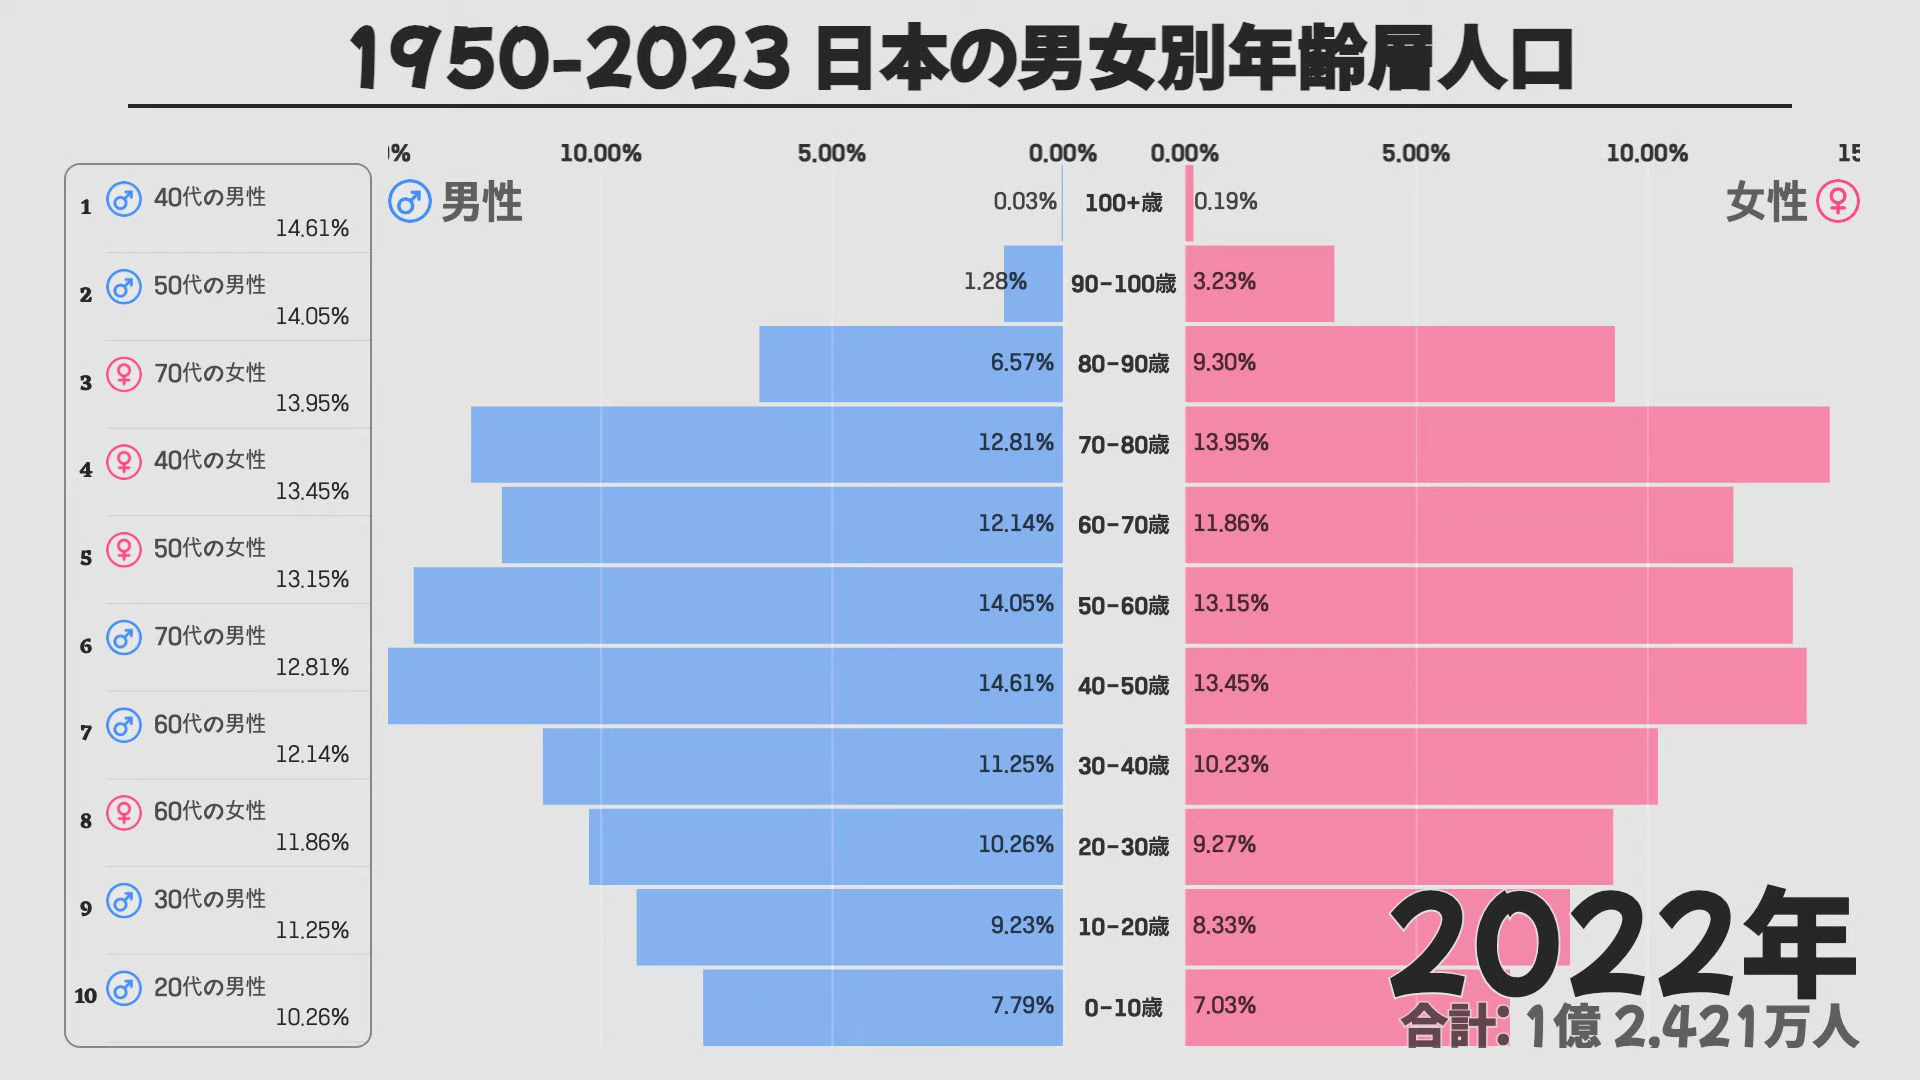 1950-2023 日本の男女別年齢層人口
10.00% 5.00% 0.00% 0.00% 5.00% 10.00%
1 40代の男性
14.61%
2 50代の男性
14.05%
3 70代の女性
13.95%
4 40代の女性
13.45%
5 50代の女性
13.15%
6 70代の男性
12.81%
7 60代の男性
12.14%
8 60代の女性
11.86%
9 30代の男性
11.25%
10 20代の男性
10.26%
男性 0.03% 100+歳 0.19% 女性
1.28% 90-100歳 3.23%
6.57% 80-90歳 9.30%
12.81% 70-80歳 13.95%
12.14% 60-70歳 11.86%
14.05% 50-60歳 13.15%
14.61% 40-50歳 13.45%
11.25% 30-40歳 10.23%
10.26% 20-30歳 9.27%
9.23% 10-20歳 8.33%
7.79% 0-10歳 7.03%
2022年
合計: 1億 2,421万人